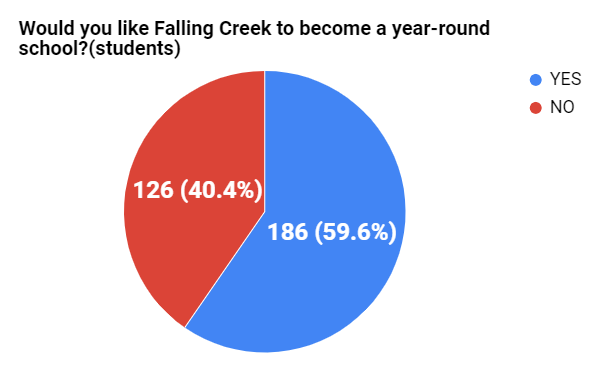 Would you like Falling Creek to become a year-round
school?(students)
YES
NO
126 (40.4%)
186 (59.6%)